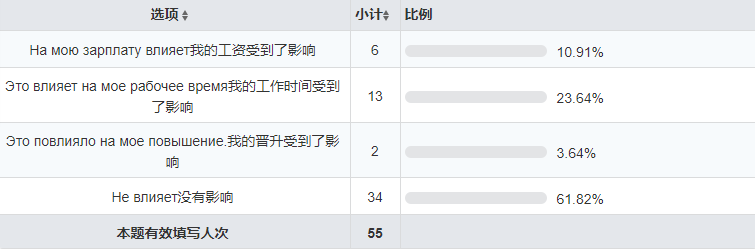 选项 小计 比例
На мою зарплату влияет我的工资受到了影响 6 10.91%
Это влияет на мое рабочее время我的工作时间受到
了影响 13 23.64%
Это повлияло на мое повышение.我的晋升受到了影
响 2 3.64%
Не влияет没有影响 34 61.82%
本题有效填写人次 55